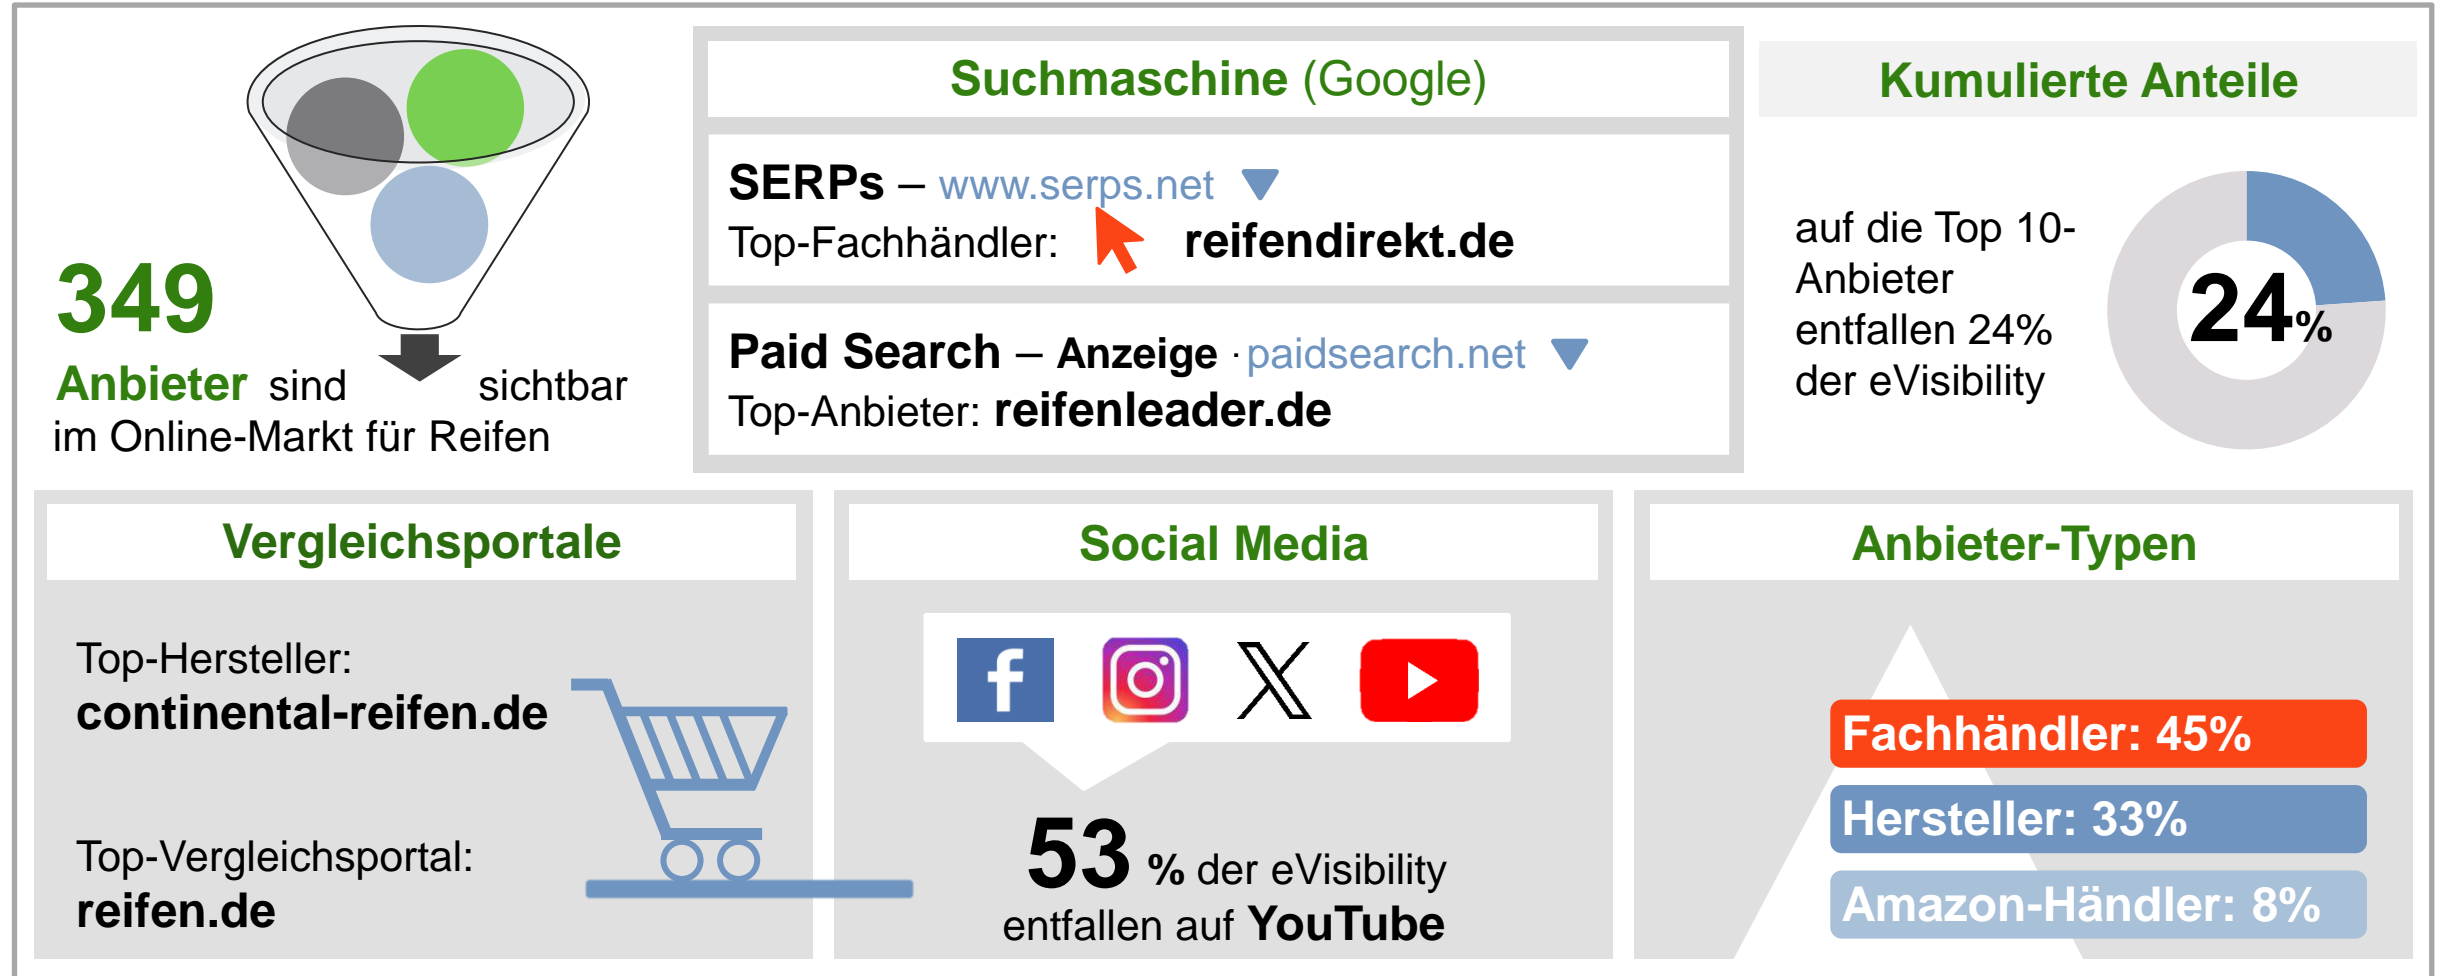 349
Anbieter sind sichtbar
im Online-Markt für Reifen
Suchmaschine (Google)
SERPs – www.serps.net
Top-Fachhändler: reifendirekt.de
Paid Search – Anzeige · paidsearch.net
Top-Anbieter: reifenleader.de
Kumulierte Anteile
auf die Top 10-
Anbieter
entfallen 24%
der eVisibility
24%
Vergleichsportale
Top-Hersteller:
continental-reifen.de
Top-Vergleichsportal:
reifen.de
Social Media
53 % der eVisibility
entfallen auf YouTube
Anbieter-Typen
Fachhändler: 45%
Hersteller: 33%
Amazon-Händler: 8%